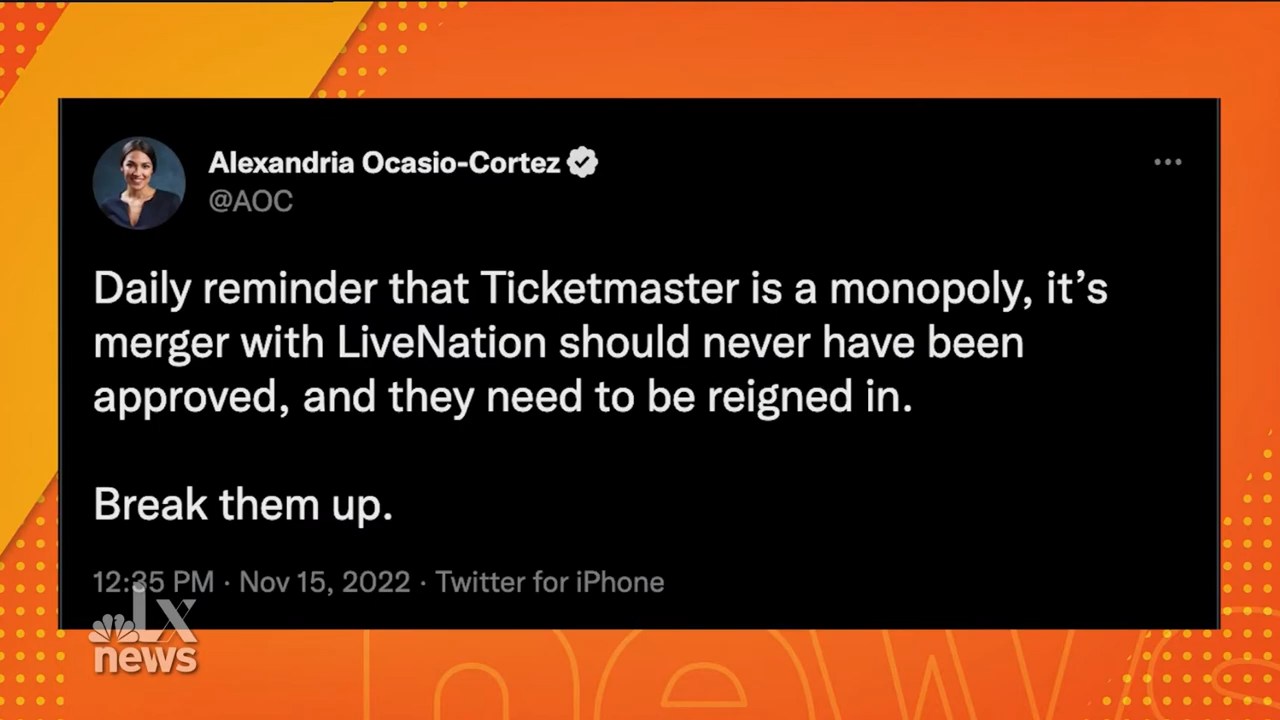 Alexandria Ocasio-Cortez
@AOC
Daily reminder that Ticketmaster is a monopoly, it’s
merger with LiveNation should never have been
approved, and they need to be reigned in.
Break them up.
12:35 PM · Nov 15, 2022 · Twitter for iPhone
LX
news
news